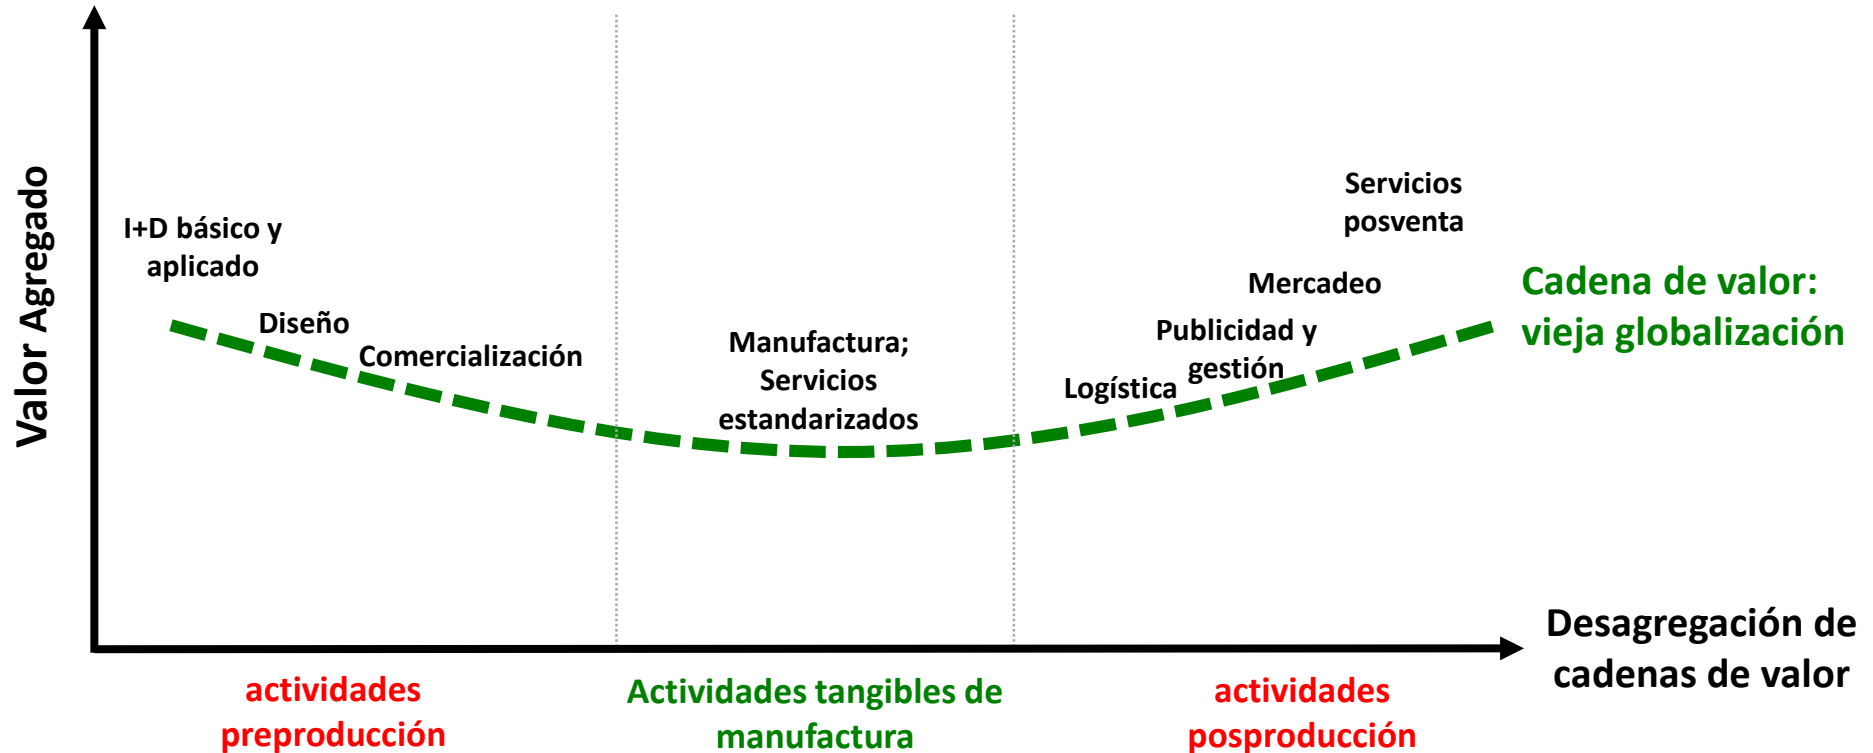 Valor Agregado
I+D básico y
aplicado
Diseño
Comercialización
Manufactura;
Servicios
estandarizados
Logística
Publicidad y
gestión
Mercadeo
Servicios
posventa
Cadena de valor:
vieja globalización
Desagregación de
cadenas de valor
actividades
preproducción
Actividades tangibles de
manufactura
actividades
posproducción